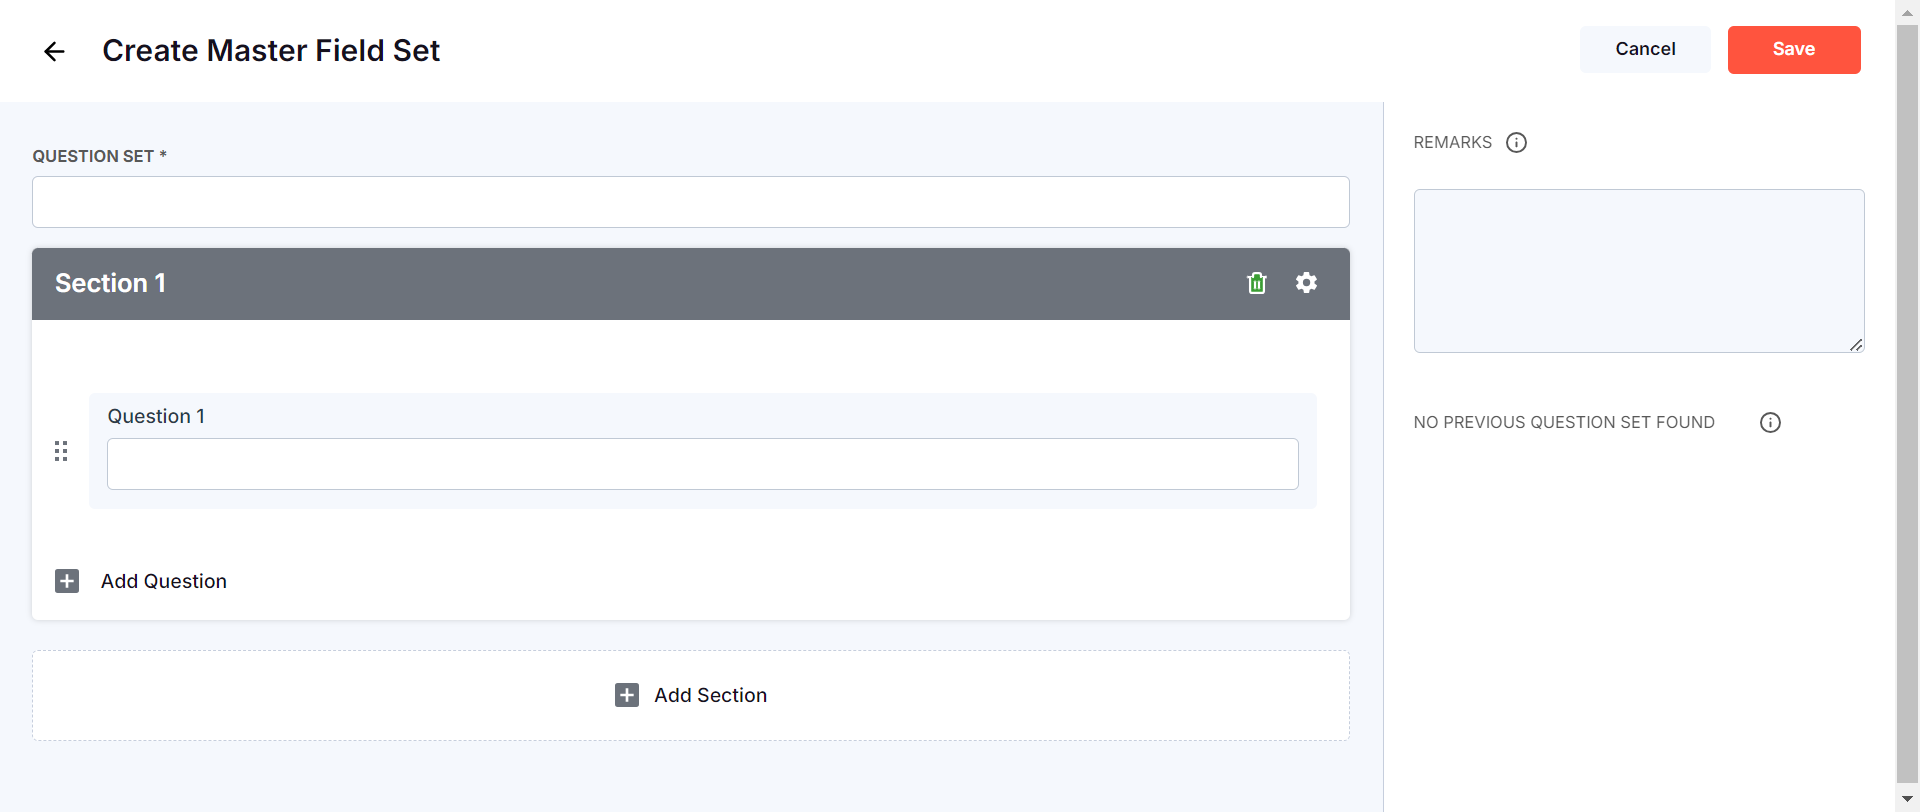 Create Master Field Set
Cancel
Save
QUESTION SET *
Section 1
Question 1
Add Question
Add Section
REMARKS
NO PREVIOUS QUESTION SET FOUND